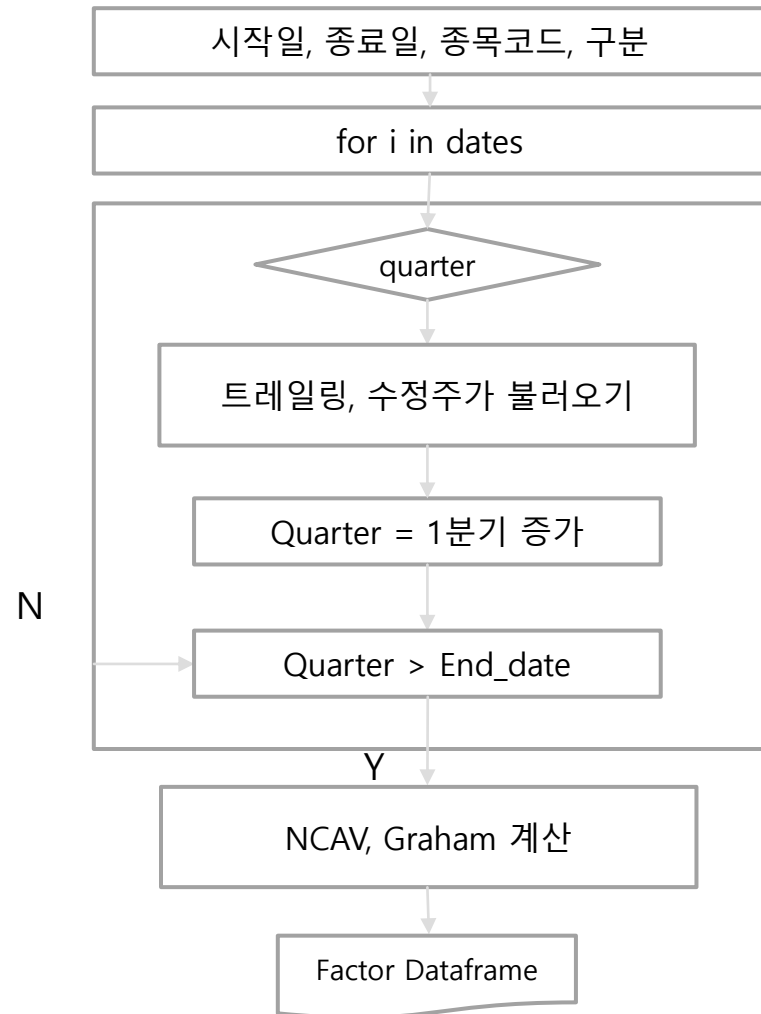 시작일, 종료일, 종목코드, 구분
for i in dates
quarter
트레일링, 수정주가 불러오기
Quarter = 1분기 증가
N
Quarter > End_date
Y
NCAV, Graham 계산
Factor Dataframe